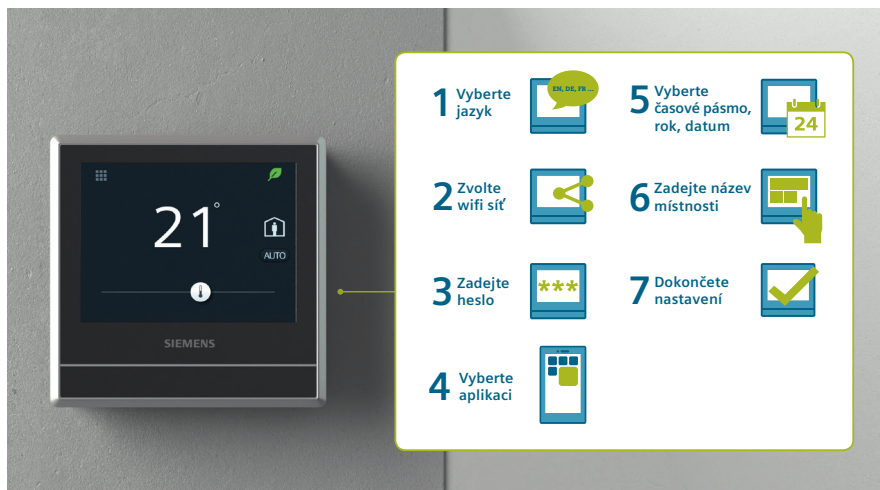 21°
AUTO
SIEMENS
1 Vyberte
jazyk
EN, DE, FR ...
2 Zvolte
wifi síť
3 Zadejte
heslo
***
4 Vyberte
aplikaci
5 Vyberte
časové pásmo,
rok, datum
24
6 Zadejte název
místnosti
7 Dokončete
nastavení